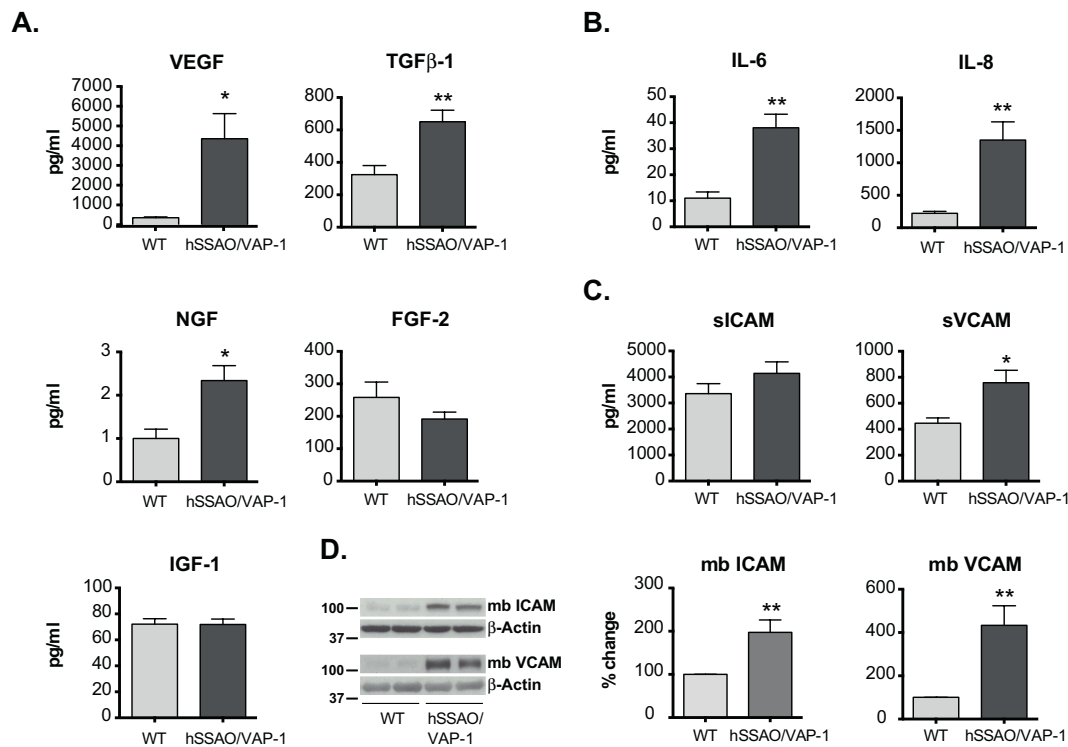 A.
VEGF
pg/ml
7000
6000
5000
4000
3000
2000
1000
0
*
WT
hSSAO/VAP-1
TGFβ-1
800
600
400
200
0
**
WT
hSSAO/VAP-1
NGF
pg/ml
3
2
1
0
*
WT
hSSAO/VAP-1
FGF-2
400
300
200
100
0
WT
hSSAO/VAP-1
IGF-1
pg/ml
100
80
60
40
20
0
WT
hSSAO/VAP-1
B.
IL-6
pg/ml
50
40
30
20
10
0
**
WT
hSSAO/VAP-1
IL-8
2000
1500
1000
500
0
**
WT
hSSAO/VAP-1
C.
sICAM
pg/ml
5000
4000
3000
2000
1000
0
WT
hSSAO/VAP-1
sVCAM
1000
800
600
400
200
0
*
WT
hSSAO/VAP-1
D.
100
mb ICAM
37
β-Actin
100
mb VCAM
37
β-Actin
WT
hSSAO/
VAP-1
mb ICAM
% change
300
200
100
0
**
WT
hSSAO/VAP-1
mb VCAM
600
400
200
0
**
WT
hSSAO/VAP-1